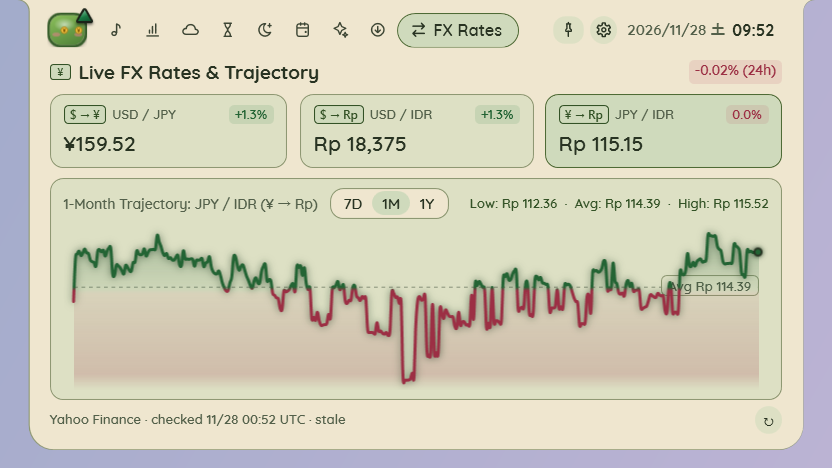 FX Rates
2026/11/28 土 09:52
¥ Live FX Rates & Trajectory
-0.02% (24h)
$ → ¥ USD / JPY +1.3%
¥159.52
$ → Rp USD / IDR +1.3%
Rp 18,375
¥ → Rp JPY / IDR 0.0%
Rp 115.15
1-Month Trajectory: JPY / IDR (¥ → Rp) 7D 1M 1Y Low: Rp 112.36 · Avg: Rp 114.39 · High: Rp 115.52
Avg Rp 114.39
Yahoo Finance · checked 11/28 00:52 UTC · stale